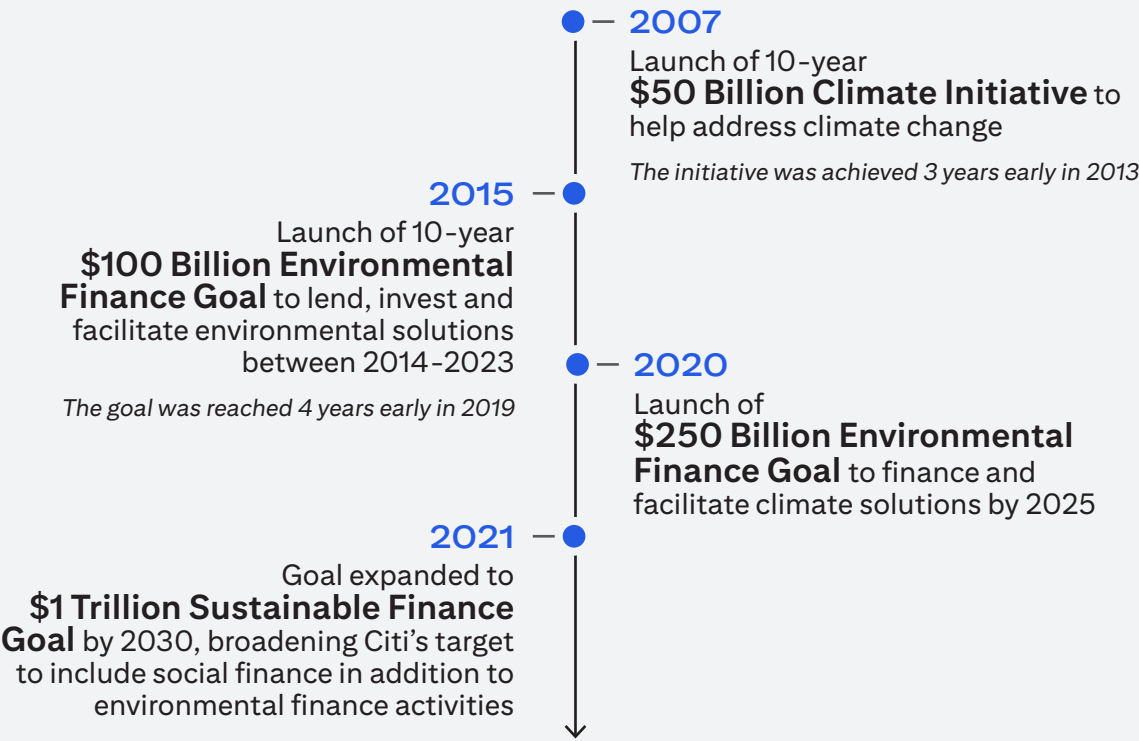 2007
Launch of 10-year
$50 Billion Climate Initiative to
help address climate change
The initiative was achieved 3 years early in 2013
2015
Launch of 10-year
$100 Billion Environmental
Finance Goal to lend, invest and
facilitate environmental solutions
between 2014-2023
The goal was reached 4 years early in 2019
2020
Launch of
$250 Billion Environmental
Finance Goal to finance and
facilitate climate solutions by 2025
2021
Goal expanded to
$1 Trillion Sustainable Finance
Goal by 2030, broadening Citi’s target
to include social finance in addition to
environmental finance activities